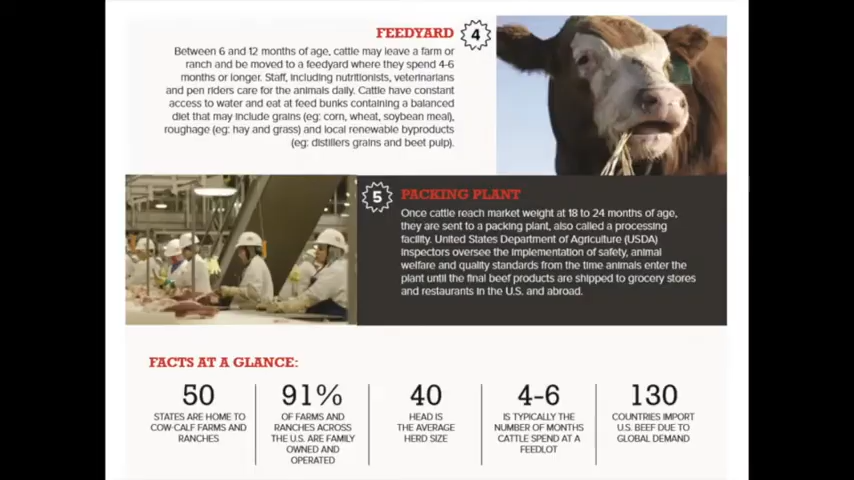 FEEDYARD 4
Between 6 and 12 months of age, cattle may leave a farm or
ranch and be moved to a feedyard where they spend 4-6
months or longer. Staff, including nutritionists, veterinarians
and pen riders care for the animals daily. Cattle have constant
access to water and eat at feed bunks containing a balanced
diet that may include grains (eg: corn, wheat, soybean meal),
roughage (eg: hay and grass) and local renewable byproducts
(eg: distillers grains and beet pulp).
5 PACKING PLANT
Once cattle reach market weight at 18 to 24 months of age,
they are sent to a packing plant, also called a processing
facility. United States Department of Agriculture (USDA)
inspectors oversee the implementation of safety, animal
welfare and quality standards from the time animals enter the
plant until the final beef products are shipped to grocery stores
and restaurants in the U.S. and abroad.
FACTS AT A GLANCE:
50
STATES ARE HOME TO
COW-CALF FARMS AND
RANCHES
91%
OF FARMS AND
RANCHES ACROSS
THE U.S. ARE FAMILY
OWNED AND
OPERATED
40
HEAD IS
THE AVERAGE
HERD SIZE
4-6
IS TYPICALLY THE
NUMBER OF MONTHS
CATTLE SPEND AT A
FEEDLOT
130
COUNTRIES IMPORT
U.S. BEEF DUE TO
GLOBAL DEMAND